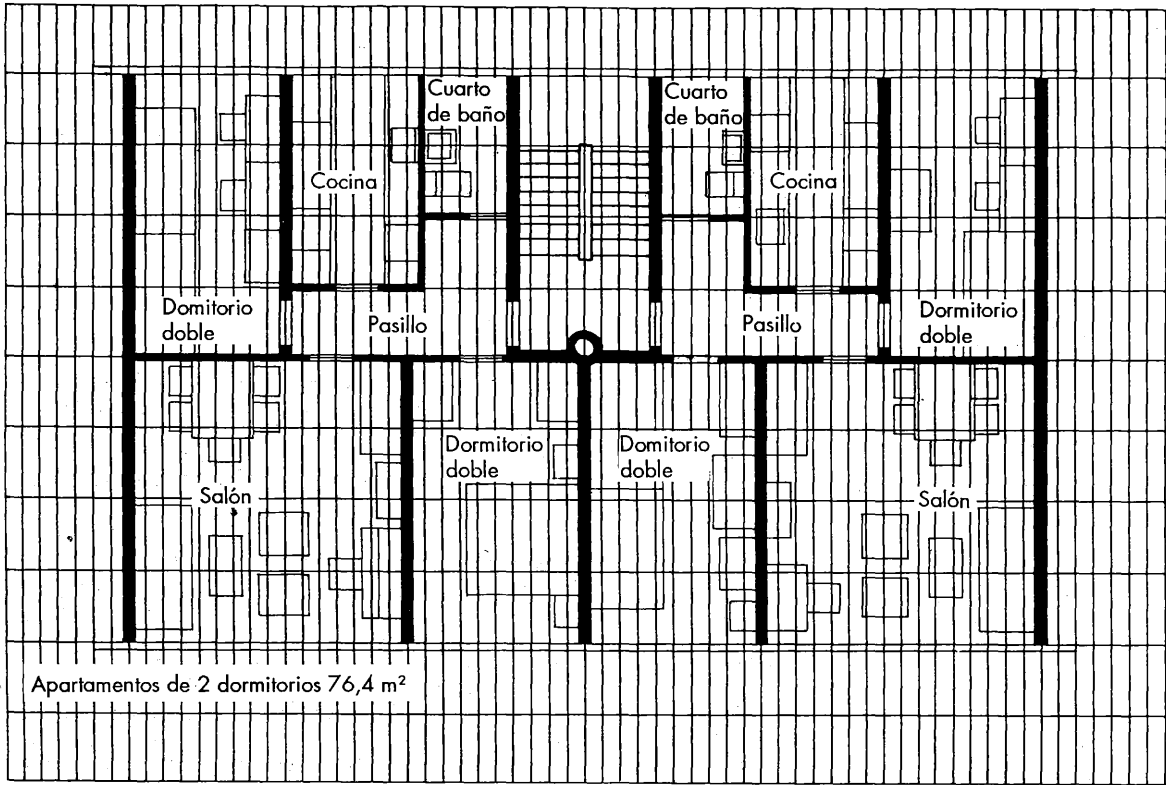 Cuarto
de baño
Cuarto
de baño
Cocina
Cocina
Domitorio
doble
Pasillo
Pasillo
Dormitorio
doble
Dormitorio
doble
Domitorio
doble
Salón
Salón
Apartamentos de 2 dormitorios 76,4 m²